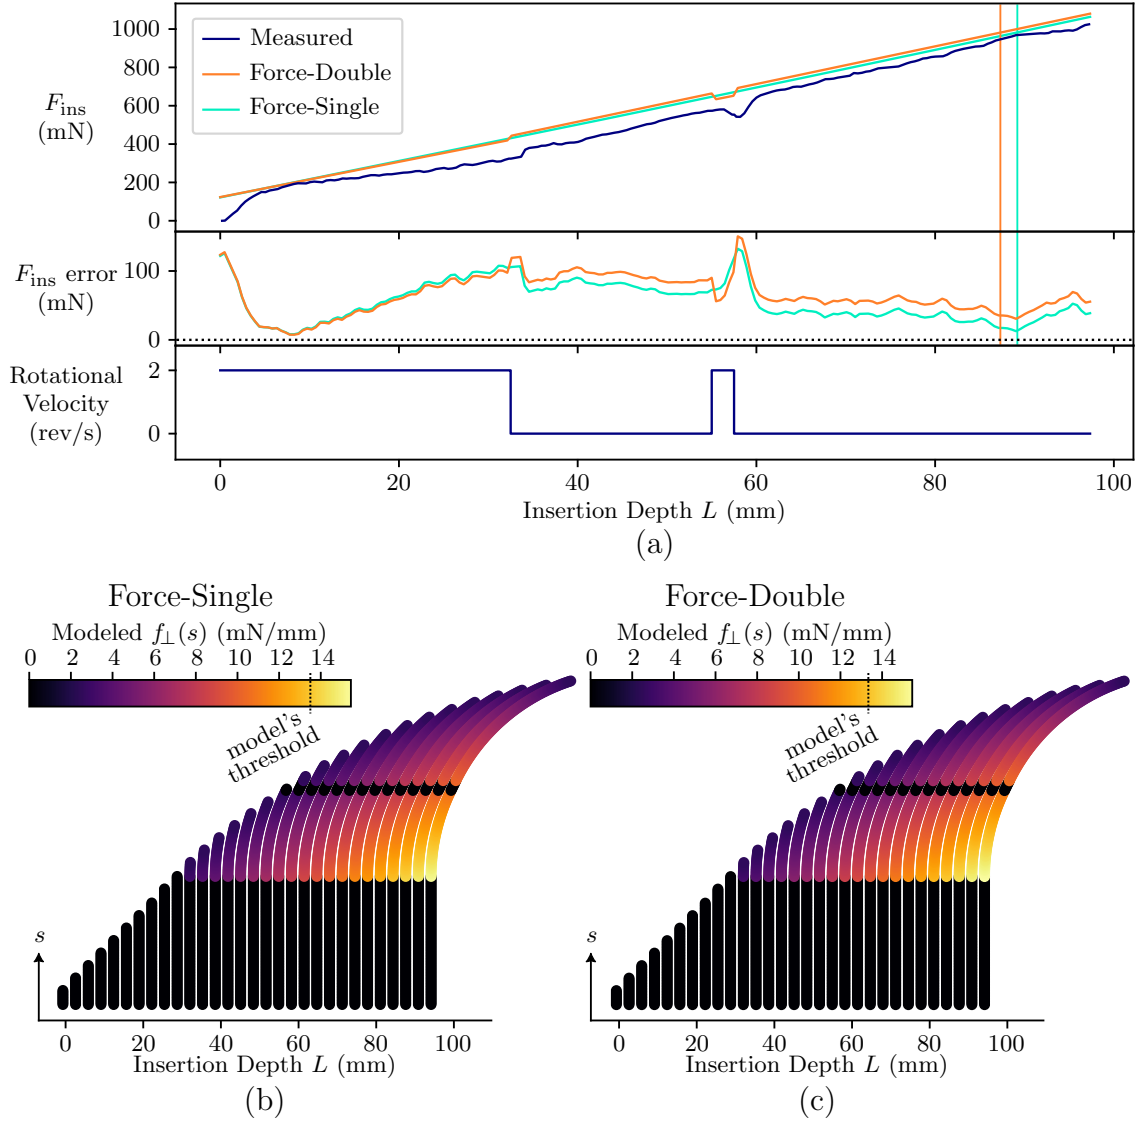 1000
800
600
400
200
0
F_ins
(mN)
Measured
Force-Double
Force-Single
F_ins error
(mN)
100
0
Rotational
Velocity
(rev/s)
2
0
0 20 40 60 80 100
Insertion Depth L (mm)
(a)
Force-Single
Modeled f⊥(s) (mN/mm)
0 2 4 6 8 10 12 14
model's
threshold
s
0 20 40 60 80 100
Insertion Depth L (mm)
(b)
Force-Double
Modeled f⊥(s) (mN/mm)
0 2 4 6 8 10 12 14
model's
threshold
s
0 20 40 60 80 100
Insertion Depth L (mm)
(c)